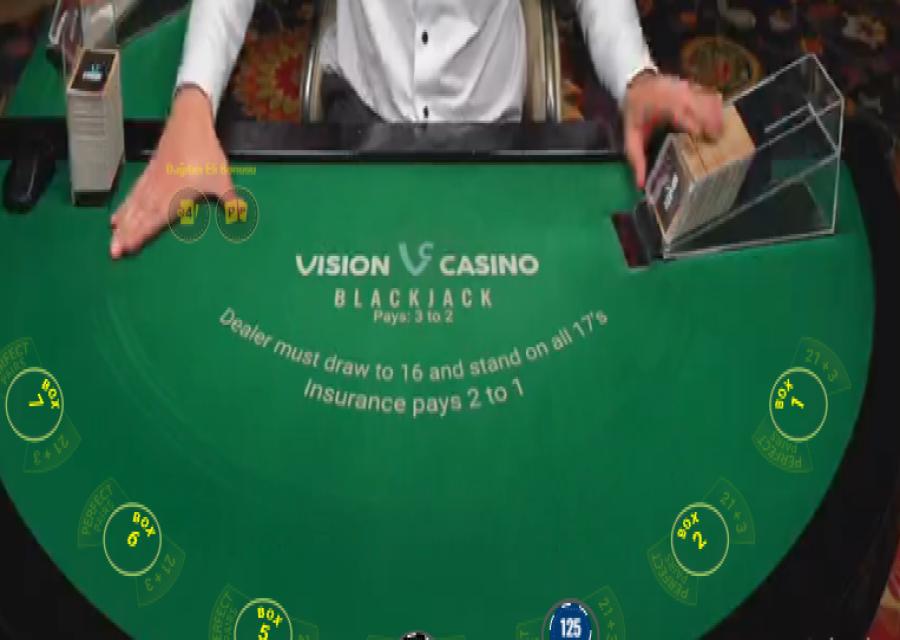 VISION VC CASINO
BLACKJACK
Pays: 3 to 2
Dealer must draw to 16 and stand on all 17's
Insurance pays 2 to 1
PERFECT PAIRS
BOX
7
21+3
PERFECT PAIRS
BOX
6
21+3
PERFECT
BOX
5
125
21+3
21+3
BOX
2
PERFECT PAIRS
21+3
BOX
1
PERFECT PAIRS